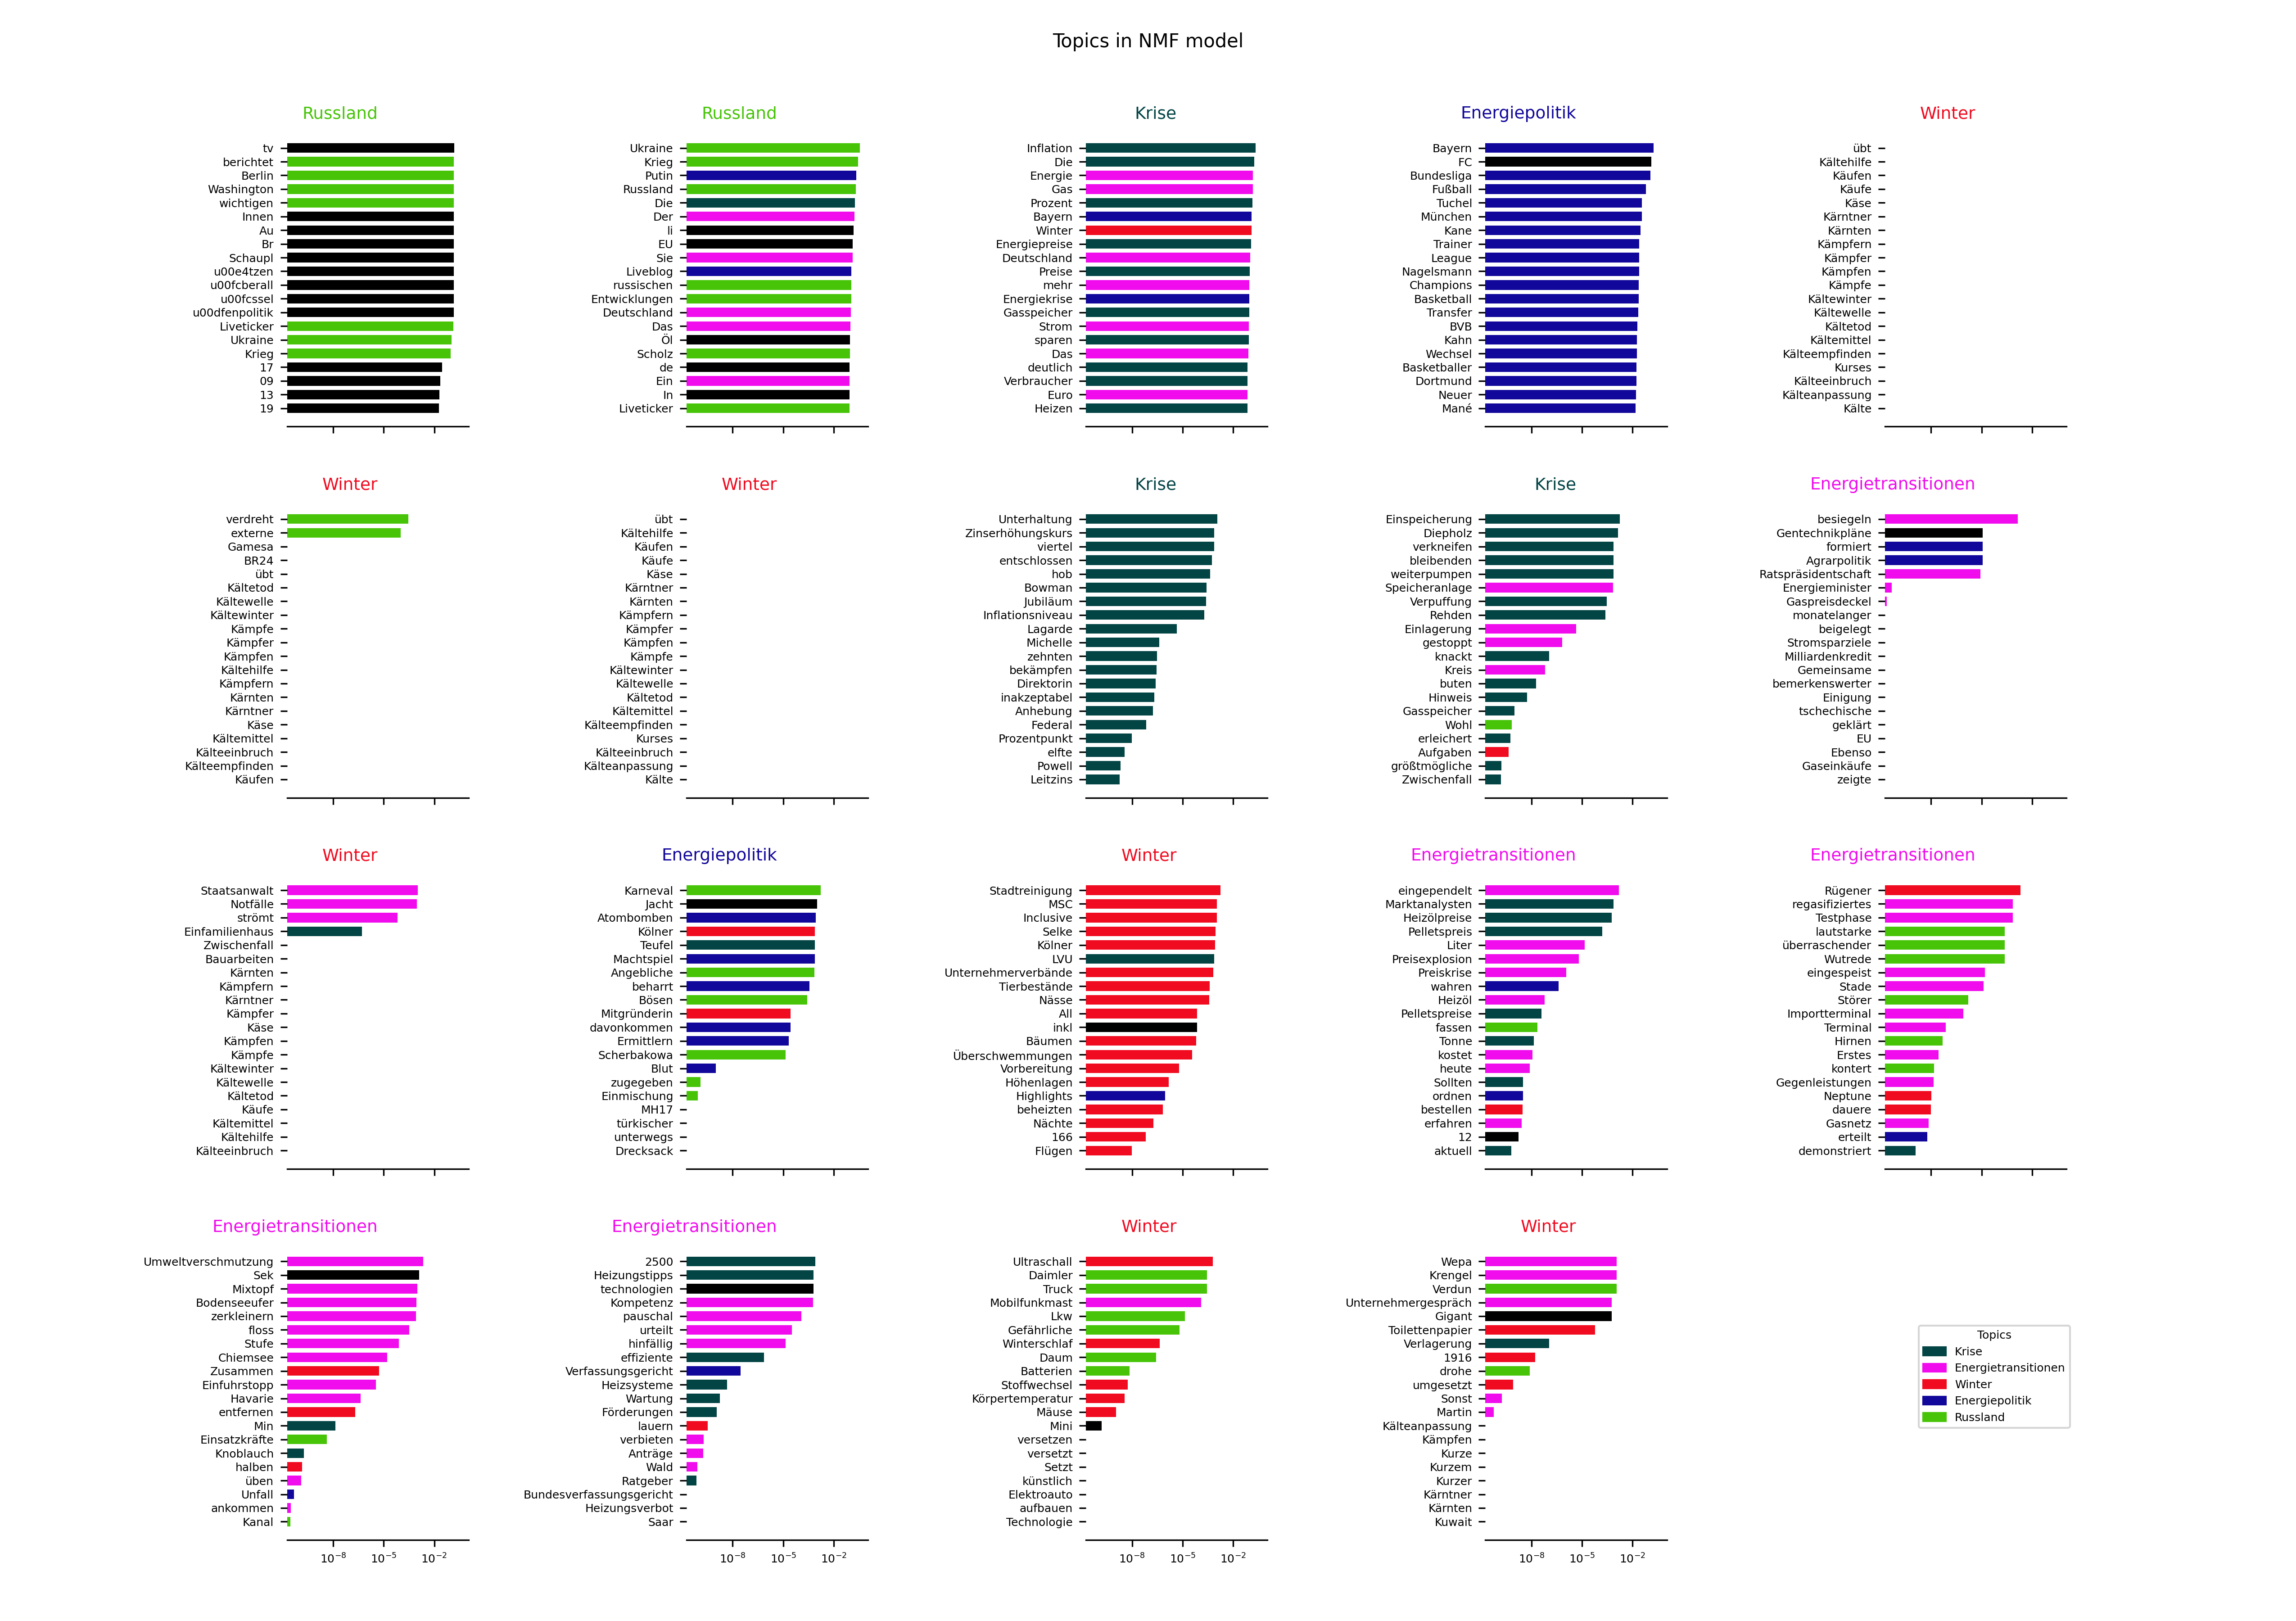 Topics in NMF model
Russland
tv
berichtet
Berlin
Washington
wichtigen
Innen
Au
Br
Schaupl
u00e4tzen
u00fcberall
u00fcssel
u00dfenpolitik
Liveticker
Ukraine
Krieg
17
09
13
19
Russland
Ukraine
Krieg
Putin
Russland
Die
Der
li
EU
Sie
Liveblog
russischen
Entwicklungen
Deutschland
Das
Öl
Scholz
de
Ein
In
Liveticker
Krise
Inflation
Die
Energie
Gas
Prozent
Bayern
Winter
Energiepreise
Deutschland
Preise
mehr
Energiekrise
Gasspeicher
Strom
sparen
Das
deutlich
Verbraucher
Euro
Heizen
Energiepolitik
Bayern
FC
Bundesliga
Fußball
Tuchel
München
Kane
Trainer
League
Nagelsmann
Champions
Basketball
Transfer
BVB
Kahn
Wechsel
Basketballer
Dortmund
Neuer
Mané
Winter
übt
Kältehilfe
Käufen
Käufe
Käse
Kärntner
Kärnten
Kämpfern
Kämpfer
Kämpfen
Kämpfe
Kältewinter
Kältewelle
Kältetod
Kältemittel
Kälteempfinden
Kurses
Kälteeinbruch
Kälteanpassung
Kälte
Winter
verdreht
externe
Gamesa
BR24
übt
Kältetod
Kältewelle
Kältewinter
Kämpfe
Kämpfer
Kämpfen
Kältehilfe
Kämpfern
Kärnten
Kärntner
Käse
Kältemittel
Kälteeinbruch
Kälteempfinden
Käufen
Winter
übt
Kältehilfe
Käufen
Käufe
Käse
Kärntner
Kärnten
Kämpfern
Kämpfer
Kämpfen
Kämpfe
Kältewinter
Kältewelle
Kältetod
Kältemittel
Kälteempfinden
Kurses
Kälteeinbruch
Kälteanpassung
Kälte
Krise
Unterhaltung
Zinserhöhungskurs
viertel
entschlossen
hob
Bowman
Jubiläum
Inflationsniveau
Lagarde
Michelle
zehnten
bekämpfen
Direktorin
inakzeptabel
Anhebung
Federal
Prozentpunkt
elfte
Powell
Leitzins
Krise
Einspeicherung
Diepholz
verkneifen
bleibenden
weiterpumpen
Speicheranlage
Verpuffung
Rehden
Einlagerung
gestoppt
knackt
Kreis
buten
Hinweis
Gasspeicher
Wohl
erleichert
Aufgaben
größtmögliche
Zwischenfall
Energietransitionen
besiegeln
Gentechnikpläne
formiert
Agrarpolitik
Ratspräsidentschaft
Energieminister
Gaspreisdeckel
monatelanger
beigelegt
Stromsparziele
Milliardenkredit
Gemeinsame
bemerkenswerter
Einigung
tschechische
geklärt
EU
Ebenso
Gaseinkäufe
zeigte
Winter
Staatsanwalt
Notfälle
strömt
Einfamilienhaus
Zwischenfall
Bauarbeiten
Kärnten
Kämpfern
Kärntner
Kämpfer
Käse
Kämpfen
Kämpfe
Kältewinter
Kältewelle
Kältetod
Käufe
Kältemittel
Kältehilfe
Kälteeinbruch
Energiepolitik
Karneval
Jacht
Atombomben
Kölner
Teufel
Machtspiel
Angebliche
beharrt
Bösen
Mitgründerin
davonkommen
Ermittlern
Scherbakowa
Blut
zugegeben
Einmischung
MH17
türkischer
unterwegs
Drecksack
Winter
Stadtreinigung
MSC
Inclusive
Selke
Kölner
LVU
Unternehmerverbände
Tierbestände
Nässe
All
inkl
Bäumen
Überschwemmungen
Vorbereitung
Höhenlagen
Highlights
beheizten
Nächte
166
Flügen
Energietransitionen
eingependelt
Marktanalysten
Heizölpreise
Pelletspreis
Liter
Preisexplosion
Preiskrise
wahren
Heizöl
Pelletspreise
fassen
Tonne
kostet
heute
Sollten
ordnen
bestellen
erfahren
12
aktuell
Energietransitionen
Rügener
regasifiziertes
Testphase
lautstarke
überraschender
Wutrede
eingespeist
Stade
Störer
Importterminal
Terminal
Hirnen
Erstes
kontert
Gegenleistungen
Neptune
dauere
Gasnetz
erteilt
demonstriert
Energietransitionen
Umweltverschmutzung
Sek
Mixtopf
Bodenseeufer
zerkleinern
floss
Stufe
Chiemsee
Zusammen
Einfuhrstopp
Havarie
entfernen
Min
Einsatzkräfte
Knoblauch
halben
üben
Unfall
ankommen
Kanal
10⁻⁸ 10⁻⁵ 10⁻²
Energietransitionen
2500
Heizungstipps
technologien
Kompetenz
pauschal
urteilt
hinfällig
effiziente
Verfassungsgericht
Heizsysteme
Wartung
Förderungen
lauern
verbieten
Anträge
Wald
Ratgeber
Bundesverfassungsgericht
Heizungsverbot
Saar
10⁻⁸ 10⁻⁵ 10⁻²
Winter
Ultraschall
Daimler
Truck
Mobilfunkmast
Lkw
Gefährliche
Winterschlaf
Daum
Batterien
Stoffwechsel
Körpertemperatur
Mäuse
Mini
versetzen
versetzt
Setzt
künstlich
Elektroauto
aufbauen
Technologie
10⁻⁸ 10⁻⁵ 10⁻²
Winter
Wepa
Krengel
Verdun
Unternehmergespräch
Gigant
Toilettenpapier
Verlagerung
1916
drohe
umgesetzt
Sonst
Martin
Kälteanpassung
Kämpfen
Kurze
Kurzem
Kurzer
Kärntner
Kärnten
Kuwait
10⁻⁸ 10⁻⁵ 10⁻²
Topics
Krise
Energietransitionen
Winter
Energiepolitik
Russland